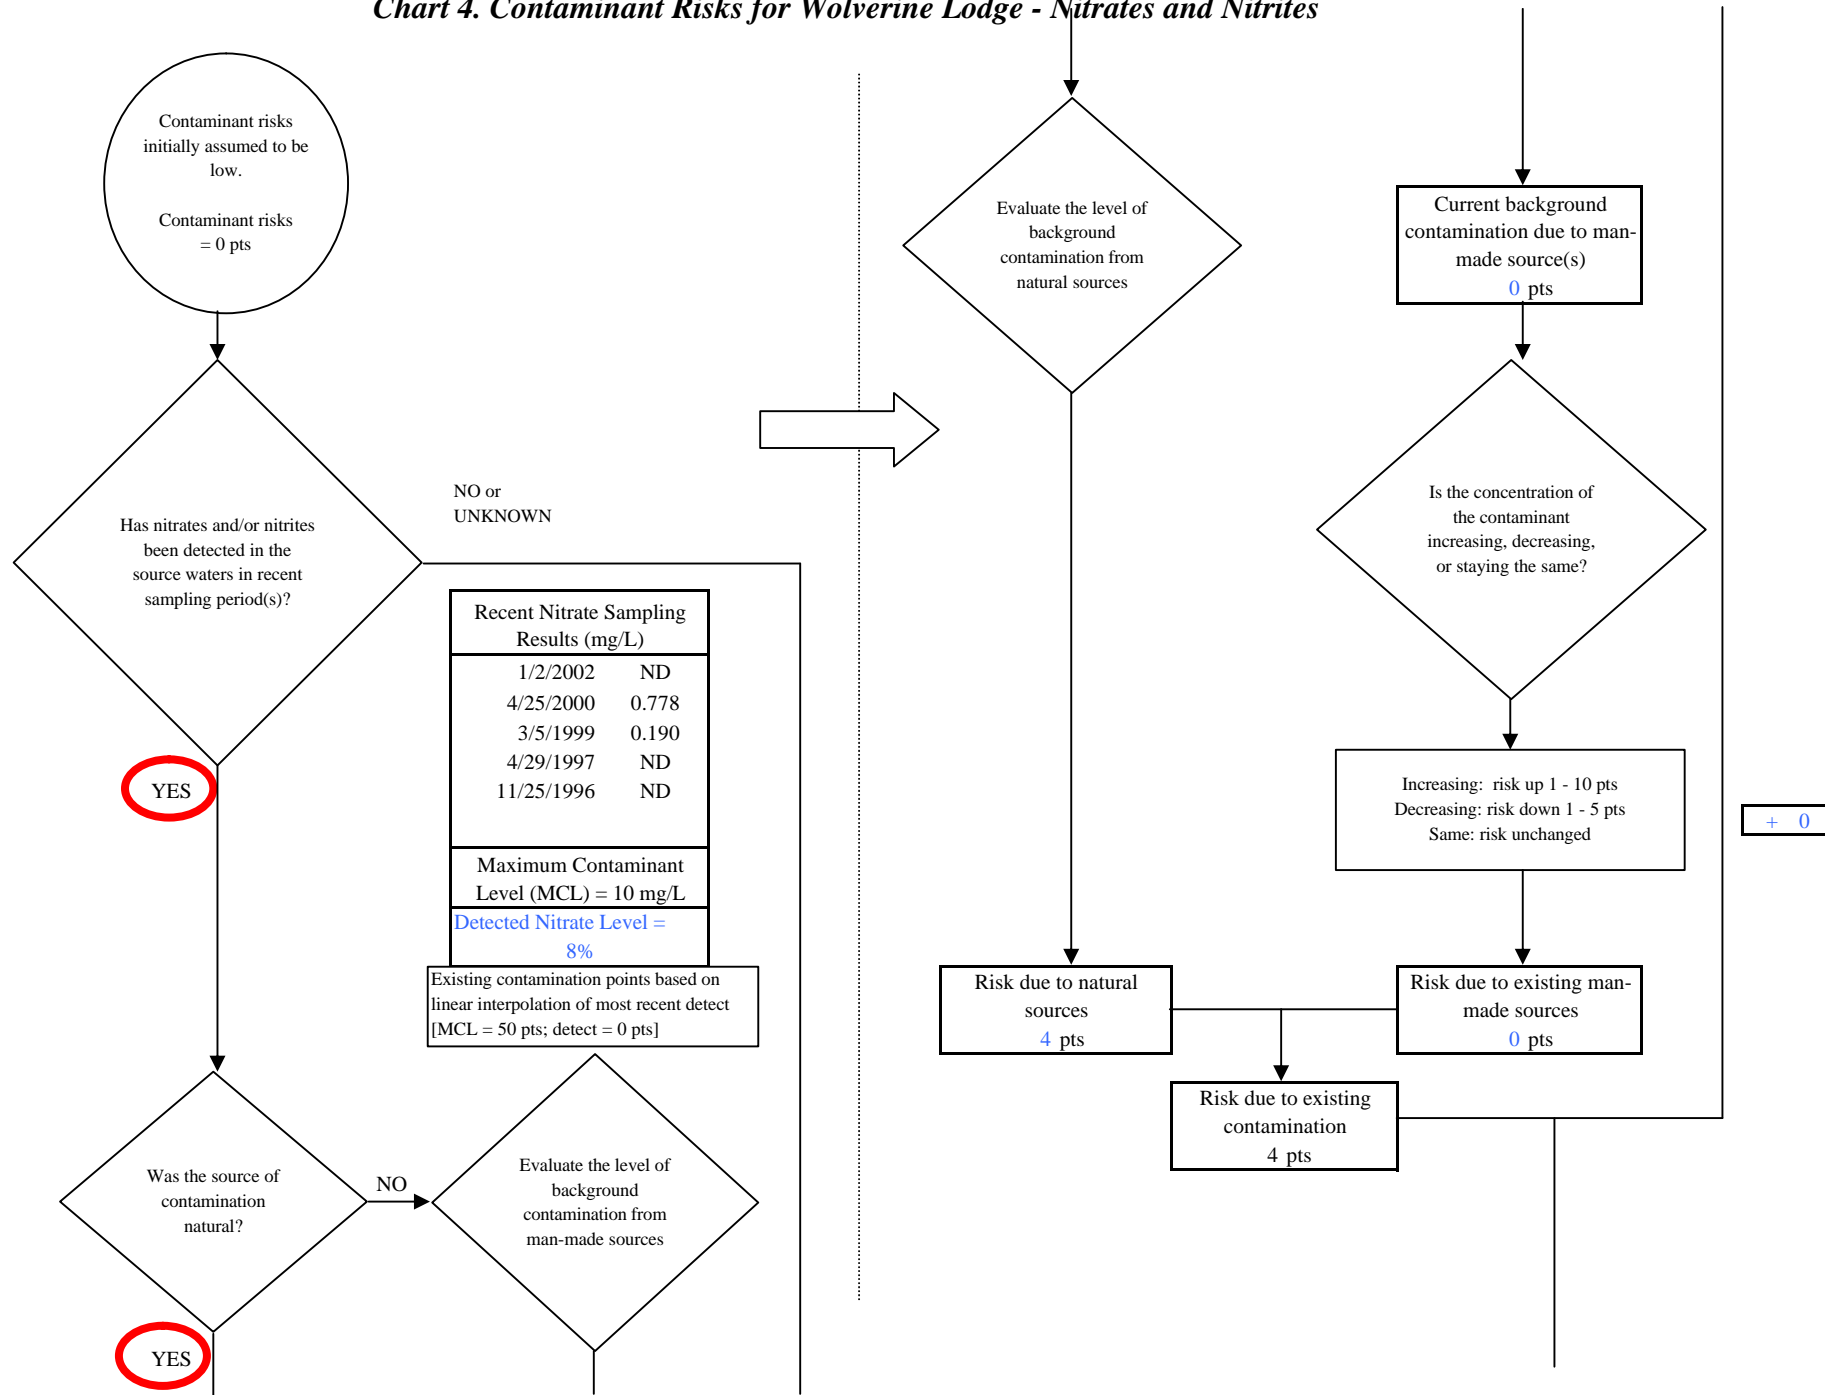 Chart 4. Contaminant Risks for Wolverine Lodge - Nitrates and Nitrites
Contaminant risks
initially assumed to be
low.
Contaminant risks
= 0 pts
Has nitrates and/or nitrites
been detected in the
source waters in recent
sampling period(s)?
NO or
UNKNOWN
YES
Recent Nitrate Sampling
Results (mg/L)
1/2/2002 ND
4/25/2000 0.778
3/5/1999 0.190
4/29/1997 ND
11/25/1996 ND
Maximum Contaminant
Level (MCL) = 10 mg/L
Detected Nitrate Level =
8%
Existing contamination points based on
linear interpolation of most recent detect
[MCL = 50 pts; detect = 0 pts]
Was the source of
contamination
natural?
NO
YES
Evaluate the level of
background
contamination from
man-made sources
Evaluate the level of
background
contamination from
natural sources
Current background
contamination due to man-
made source(s)
0 pts
Is the concentration of
the contaminant
increasing, decreasing,
or staying the same?
Increasing: risk up 1 - 10 pts
Decreasing: risk down 1 - 5 pts
Same: risk unchanged
+ 0
Risk due to natural
sources
4 pts
Risk due to existing man-
made sources
0 pts
Risk due to existing
contamination
4 pts